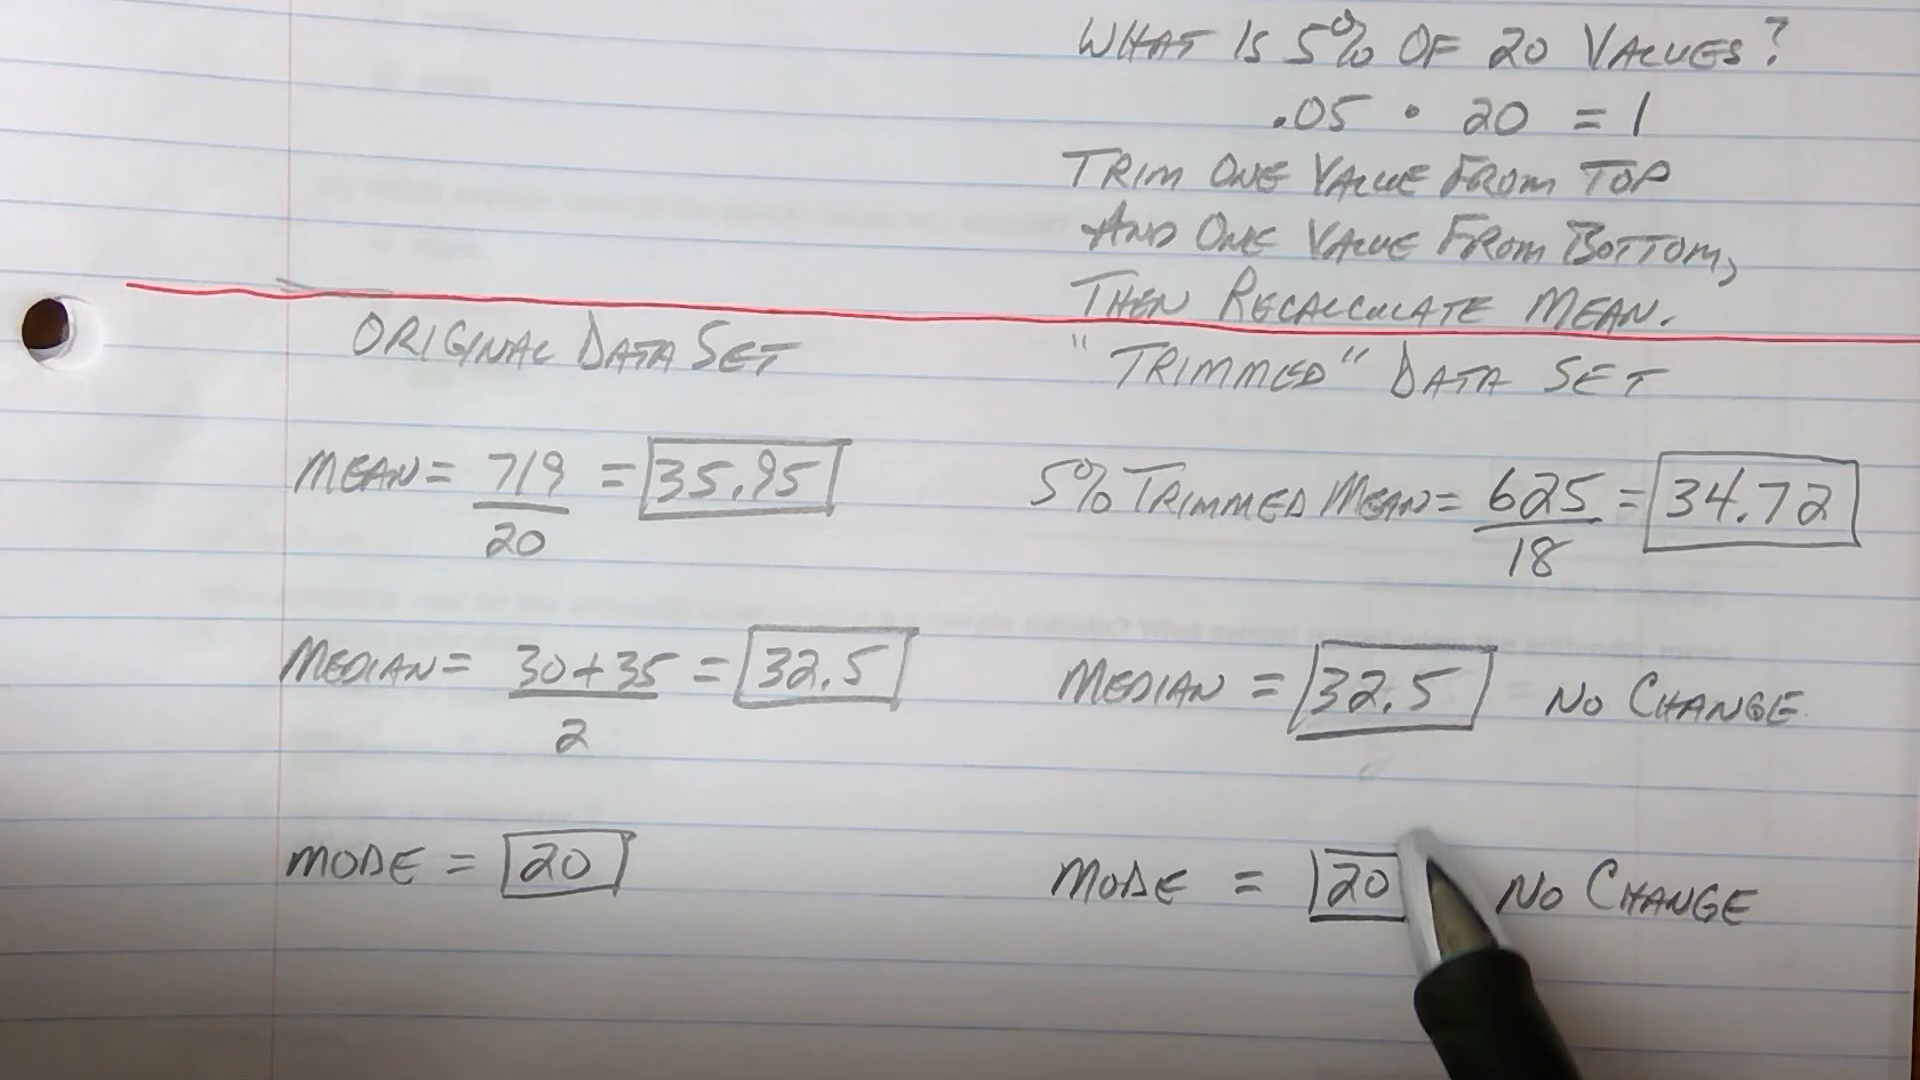 WHAT IS 5% OF 20 VALUES?
.05 • 20 = 1
TRIM ONE VALUE FROM TOP
AND ONE VALUE FROM BOTTOM,
THEN RECALCULATE MEAN.
ORIGINAL DATA SET
"TRIMMED" DATA SET
MEAN = 719 = 35.95
20
5% TRIMMED MEAN = 625 = 34.72
18
MEDIAN = 30+35 = 32.5
2
MEDIAN = 32.5 NO CHANGE
MODE = 20
MODE = 20 NO CHANGE